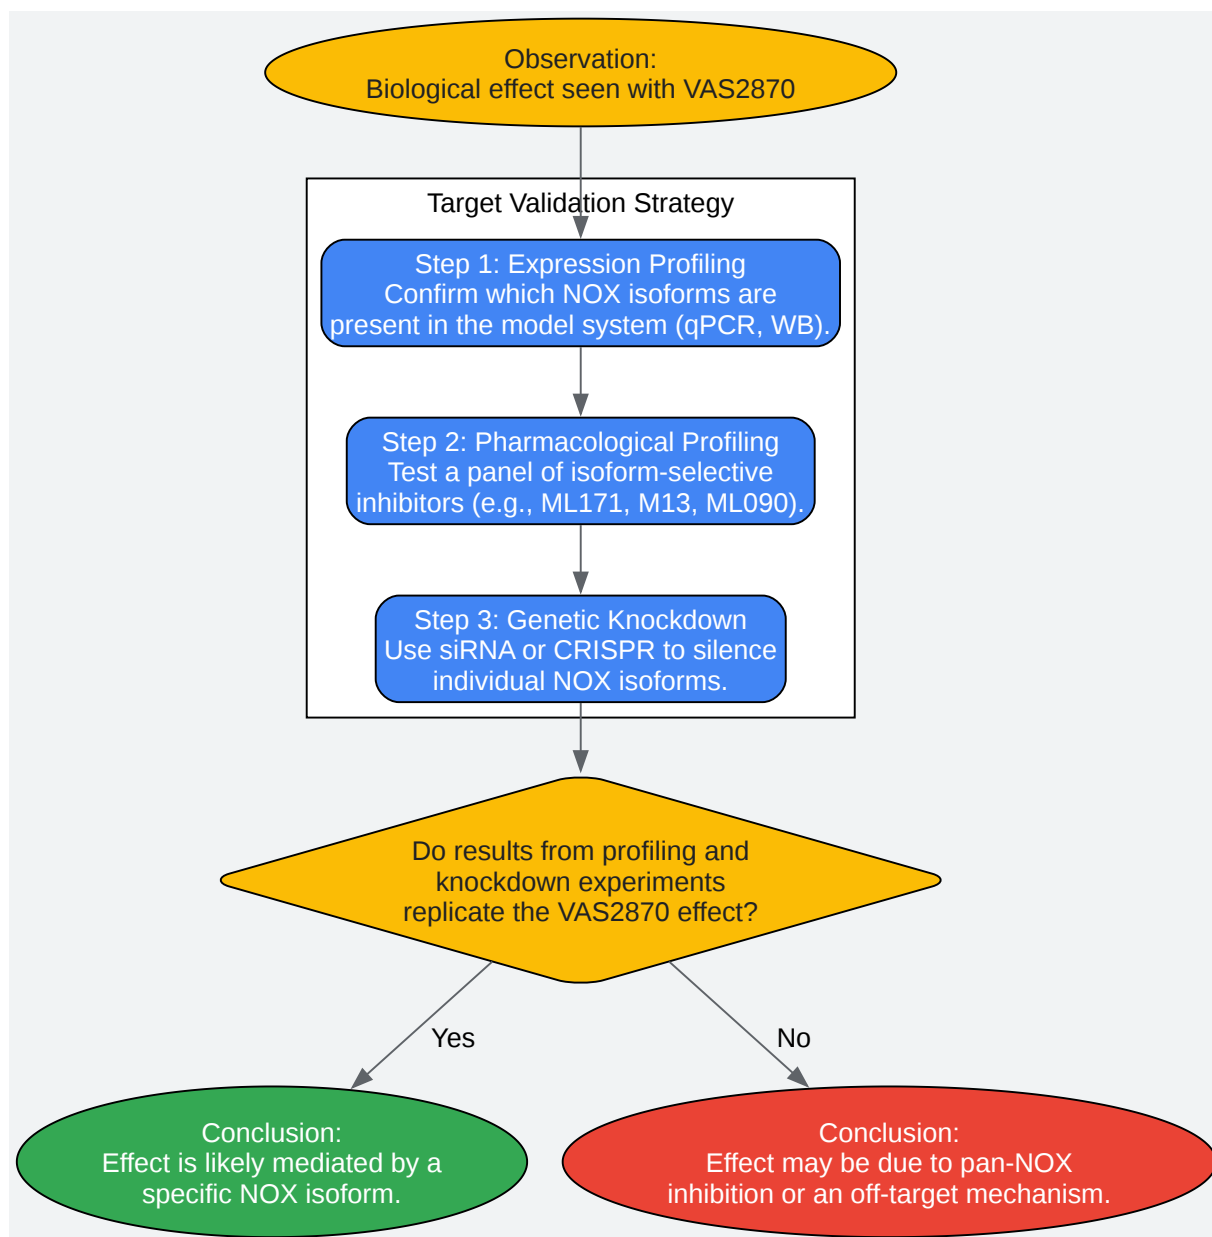 Observation:
Biological effect seen with VAS2870
Target Validation Strategy
Step 1: Expression Profiling
Confirm which NOX isoforms are
present in the model system (qPCR, WB).
Step 2: Pharmacological Profiling
Test a panel of isoform-selective
inhibitors (e.g., ML171, M13, ML090).
Step 3: Genetic Knockdown
Use siRNA or CRISPR to silence
individual NOX isoforms.
Do results from profiling and
knockdown experiments
replicate the VAS2870 effect?
Yes
No
Conclusion:
Effect is likely mediated by a
specific NOX isoform.
Conclusion:
Effect may be due to pan-NOX
inhibition or an off-target mechanism.